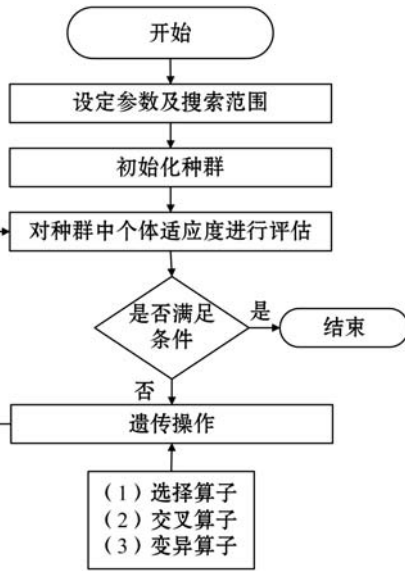 开始
设定参数及搜索范围
初始化种群
对种群中个体适应度进行评估
是否满足
条件
是
结束
否
遗传操作
（1）选择算子
（2）交叉算子
（3）变异算子